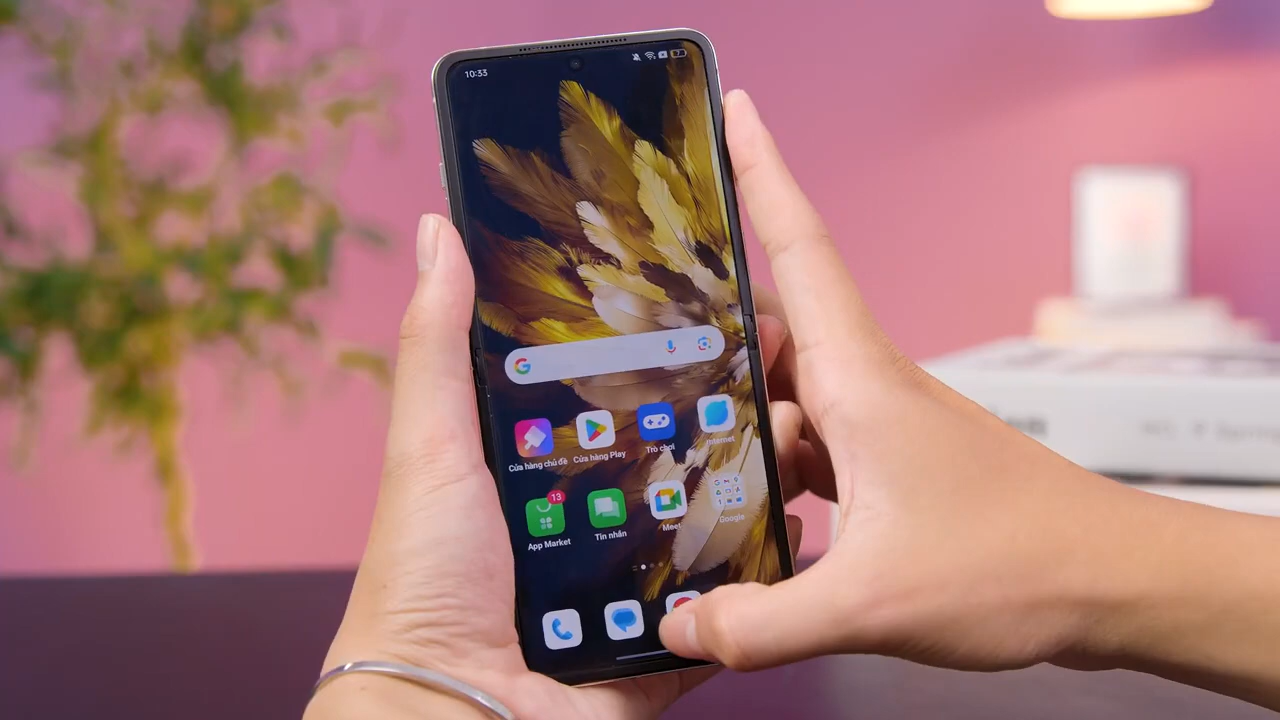 10:33
Cửa hàng chủ đề
Cửa hàng Play
Trò chơi
Internet
13
App Market
Tin nhắn
Meet
Google